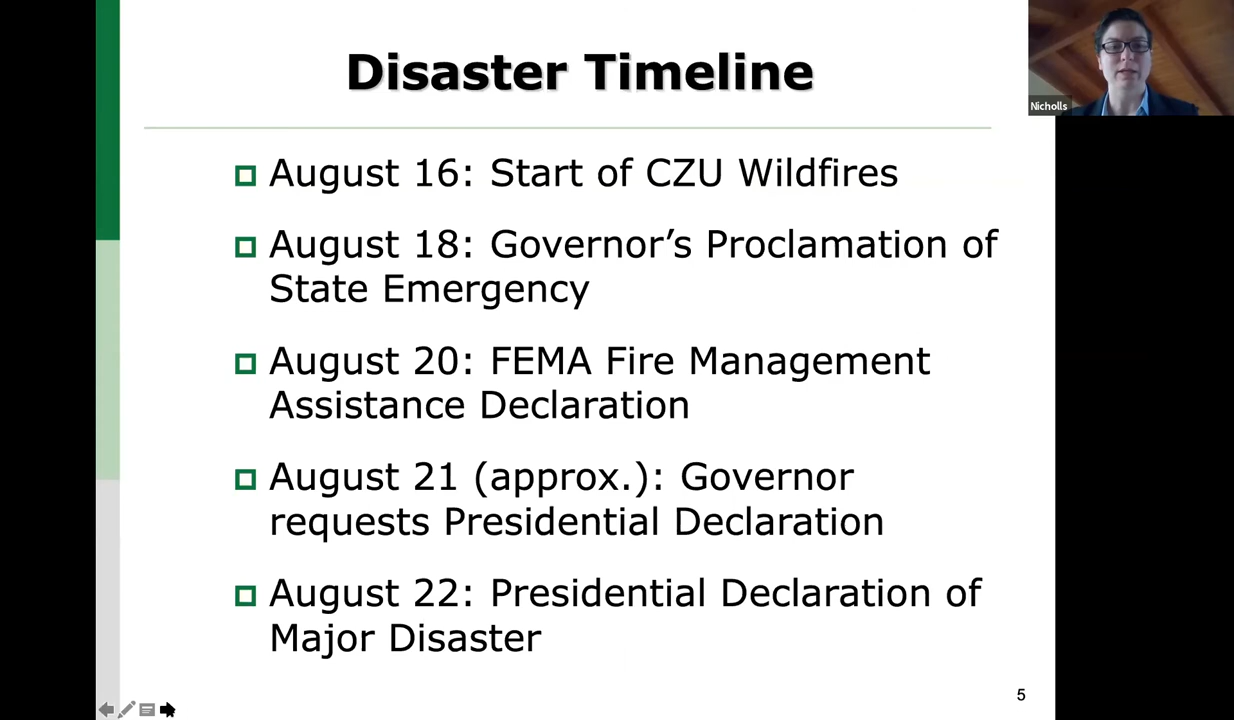 Disaster Timeline
Nicholls
August 16: Start of CZU Wildfires
August 18: Governor’s Proclamation of
State Emergency
August 20: FEMA Fire Management
Assistance Declaration
August 21 (approx.): Governor
requests Presidential Declaration
August 22: Presidential Declaration of
Major Disaster
5